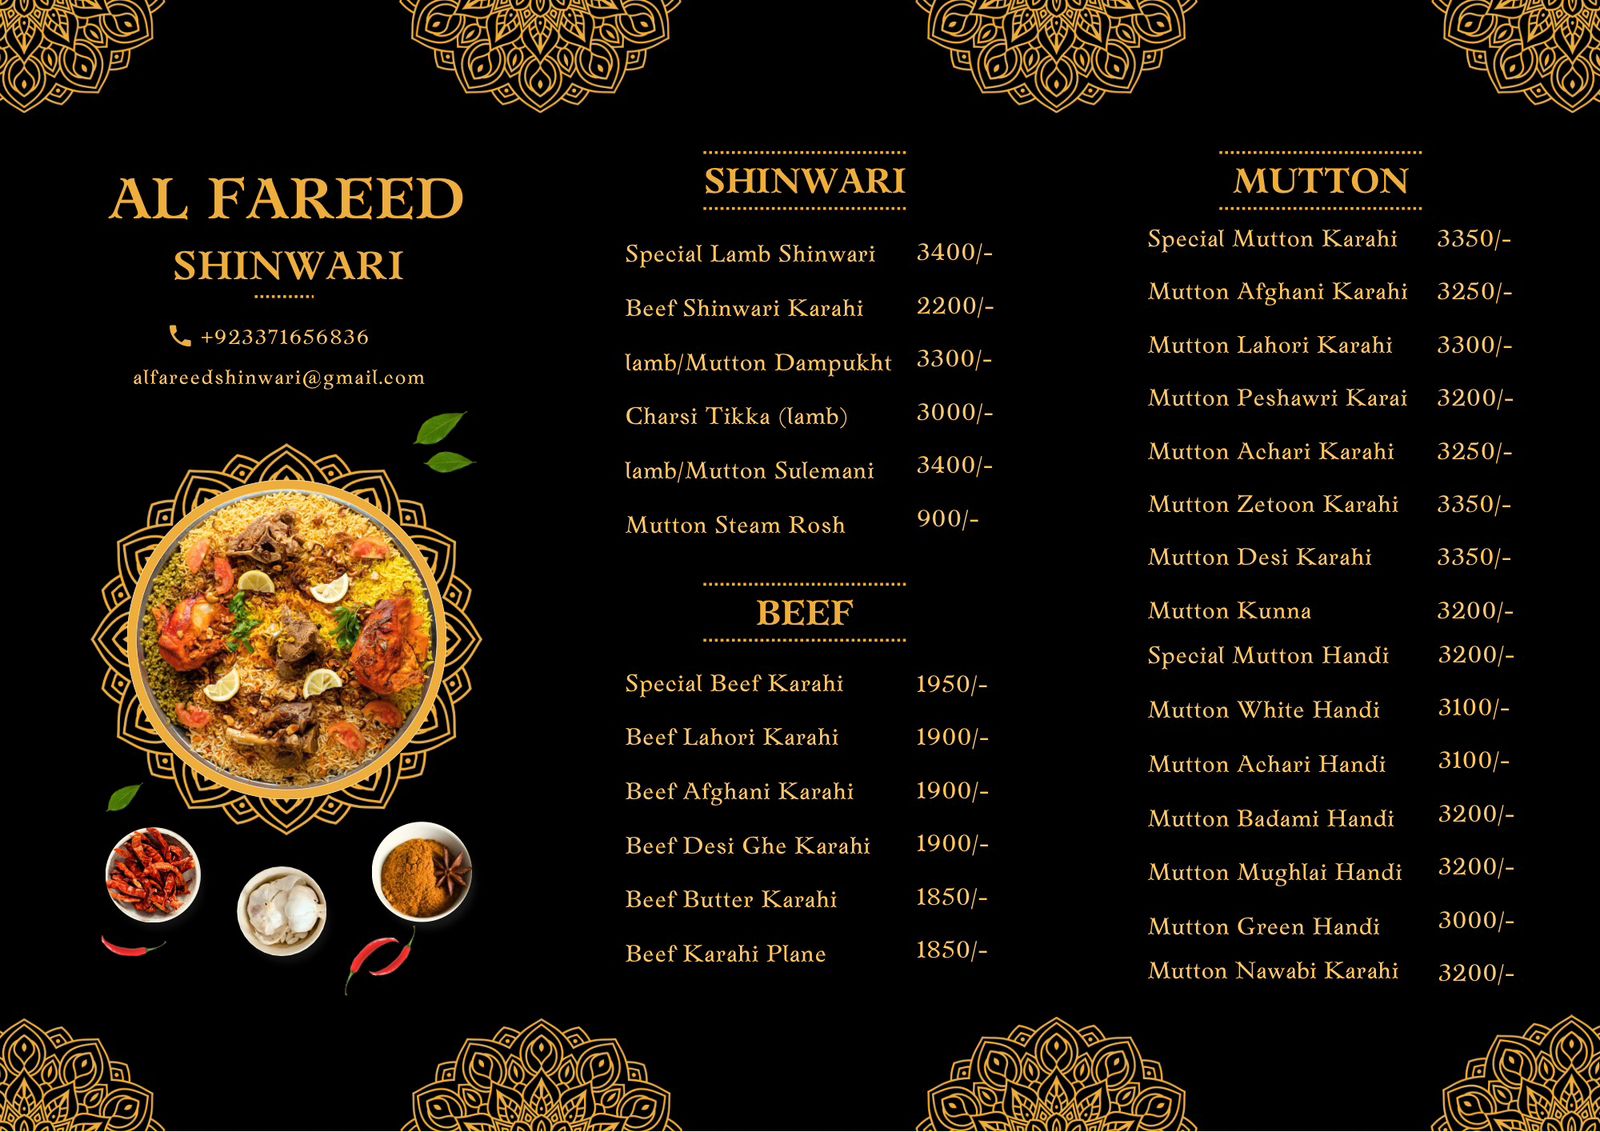 AL FAREED
SHINWARI
+923371656836
alfareedshinwari@gmail.com
SHINWARI
Special Lamb Shinwari 3400/-
Beef Shinwari Karahi 2200/-
lamb/Mutton Dampukht 3300/-
Charsi Tikka (lamb) 3000/-
lamb/Mutton Sulemani 3400/-
Mutton Steam Rosh 900/-
BEEF
Special Beef Karahi 1950/-
Beef Lahori Karahi 1900/-
Beef Afghani Karahi 1900/-
Beef Desi Ghe Karahi 1900/-
Beef Butter Karahi 1850/-
Beef Karahi Plane 1850/-
MUTTON
Special Mutton Karahi 3350/-
Mutton Afghani Karahi 3250/-
Mutton Lahori Karahi 3300/-
Mutton Peshawri Karai 3200/-
Mutton Achari Karahi 3250/-
Mutton Zetoon Karahi 3350/-
Mutton Desi Karahi 3350/-
Mutton Kunna 3200/-
Special Mutton Handi 3200/-
Mutton White Handi 3100/-
Mutton Achari Handi 3100/-
Mutton Badami Handi 3200/-
Mutton Mughlai Handi 3200/-
Mutton Green Handi 3000/-
Mutton Nawabi Karahi 3200/-